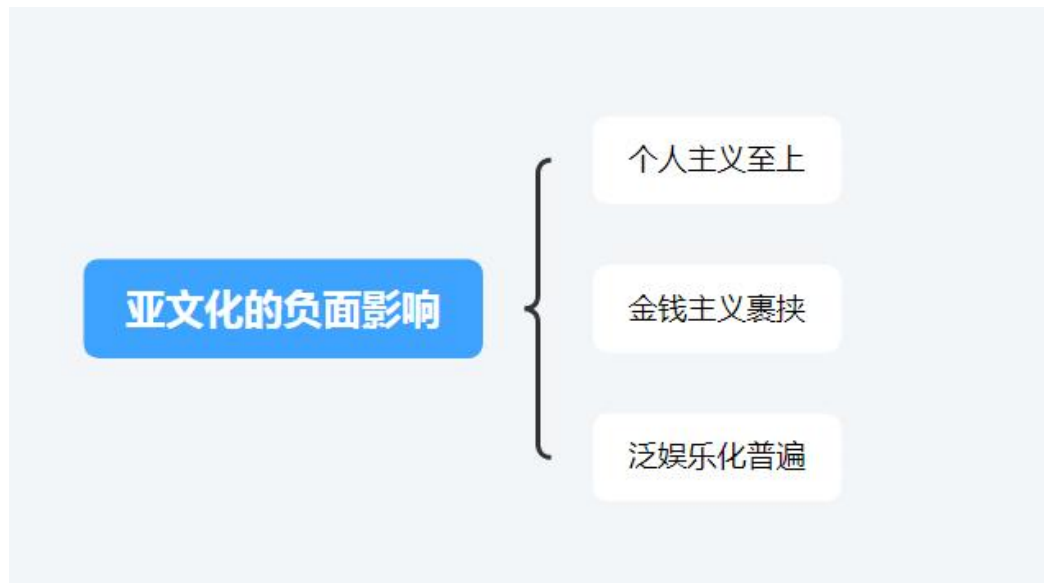 亚文化的负面影响
个人主义至上
金钱主义裹挟
泛娱乐化普遍